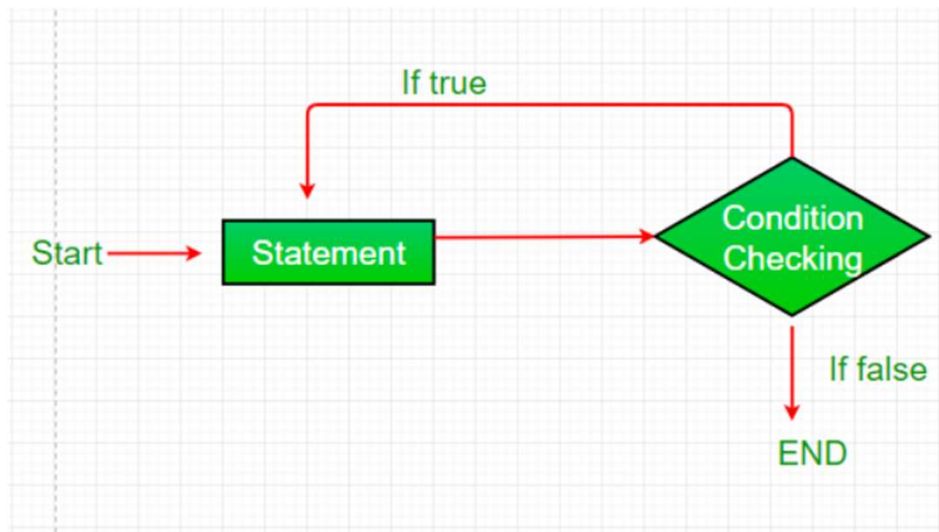 If true
Start
Statement
Condition
Checking
If false
END